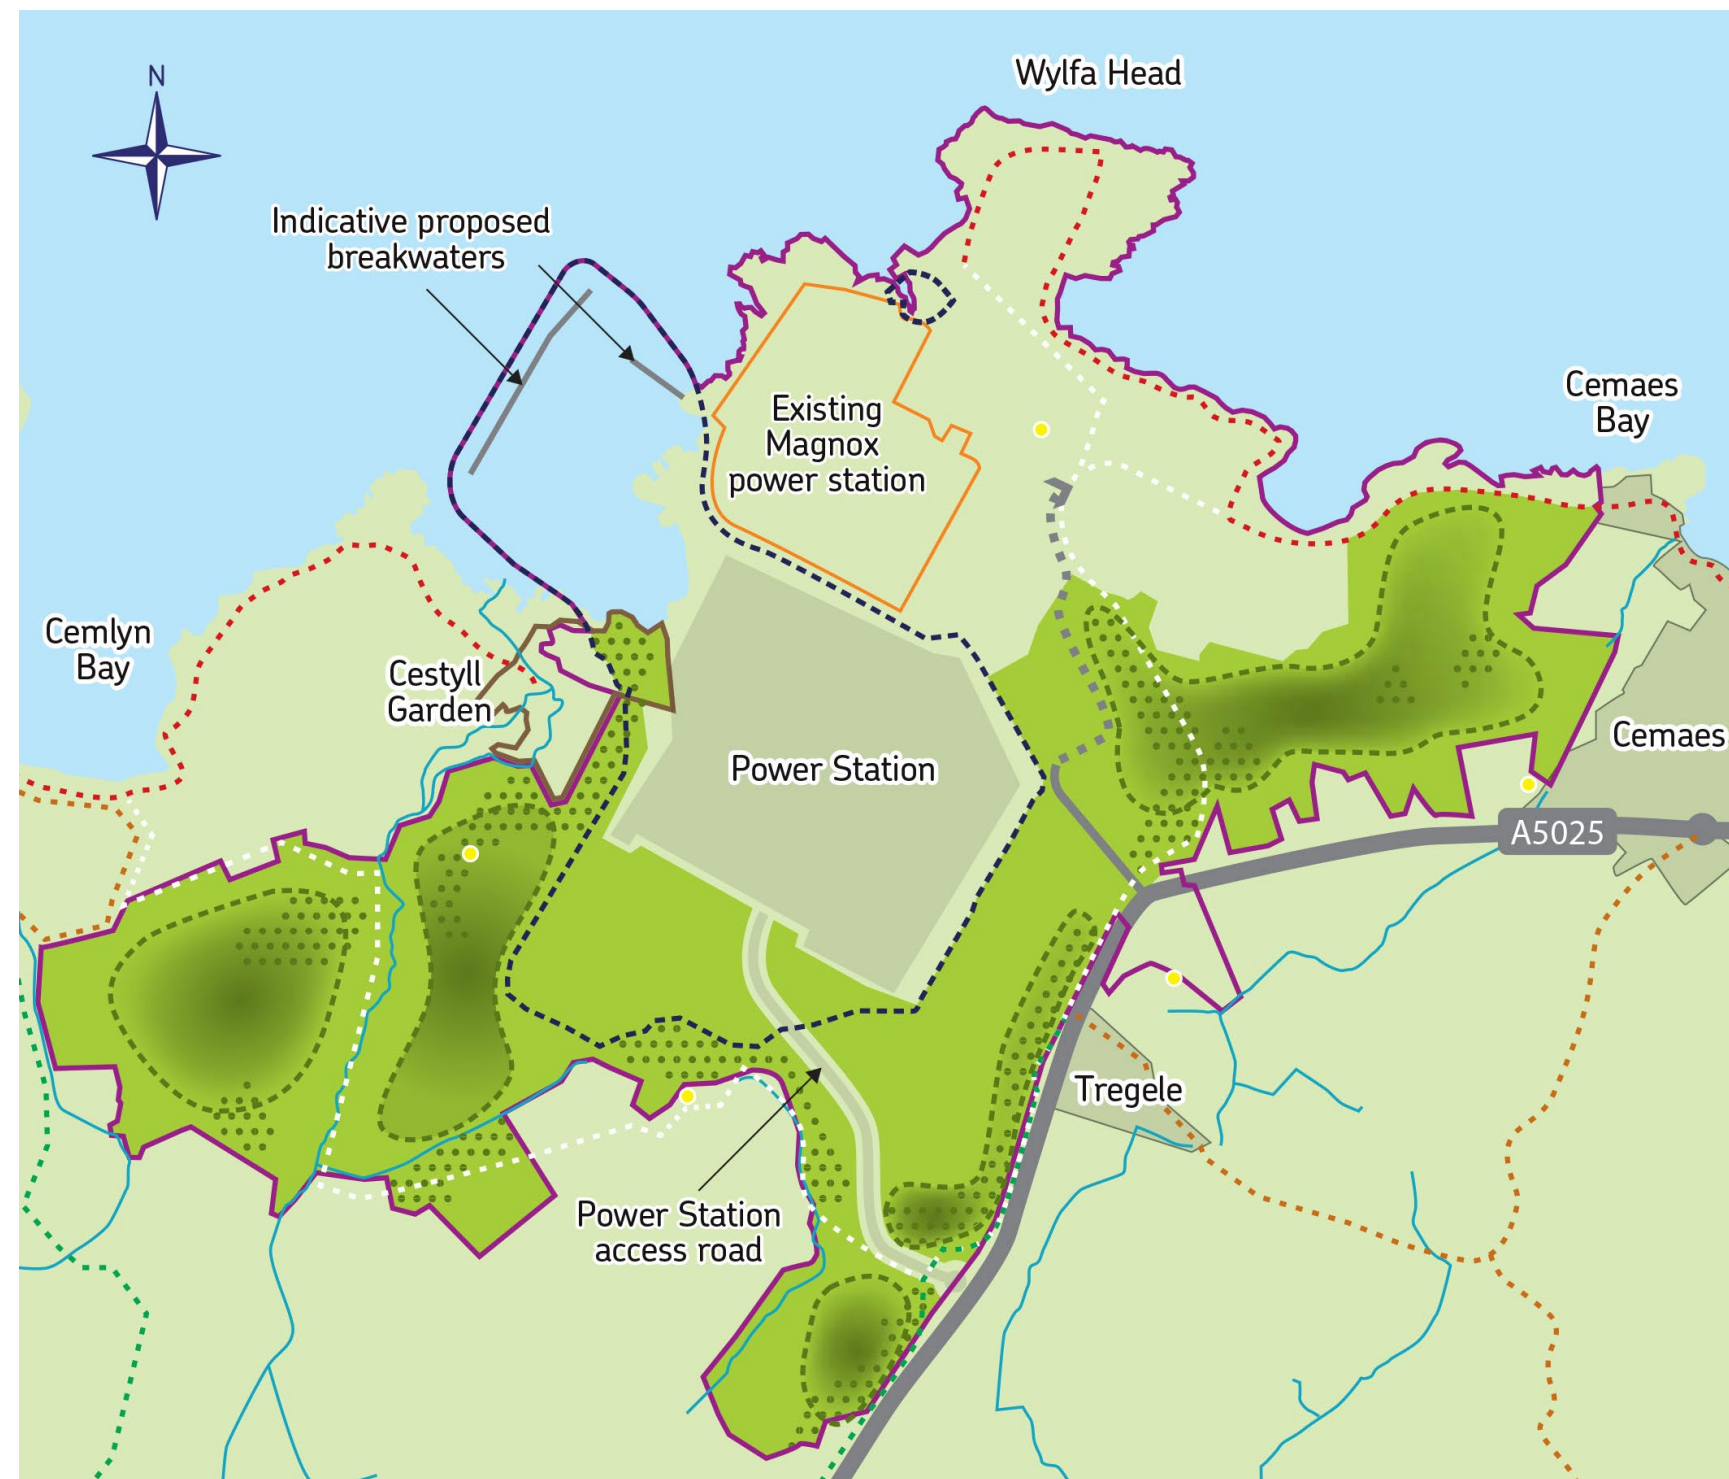 N
Wylfa Head
Indicative proposed
breakwaters
Cemaes
Bay
Existing
Magnox
power station
Cemlyn
Bay
Cestyll
Garden
Power Station
Cemaes
A5025
Tregele
Power Station
access road